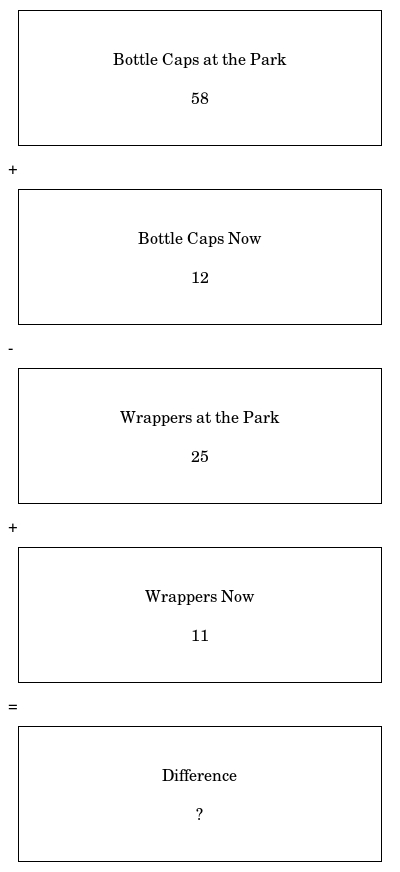 Bottle Caps at the Park
58
+
Bottle Caps Now
12
-
Wrappers at the Park
25
+
Wrappers Now
11
=
Difference
?